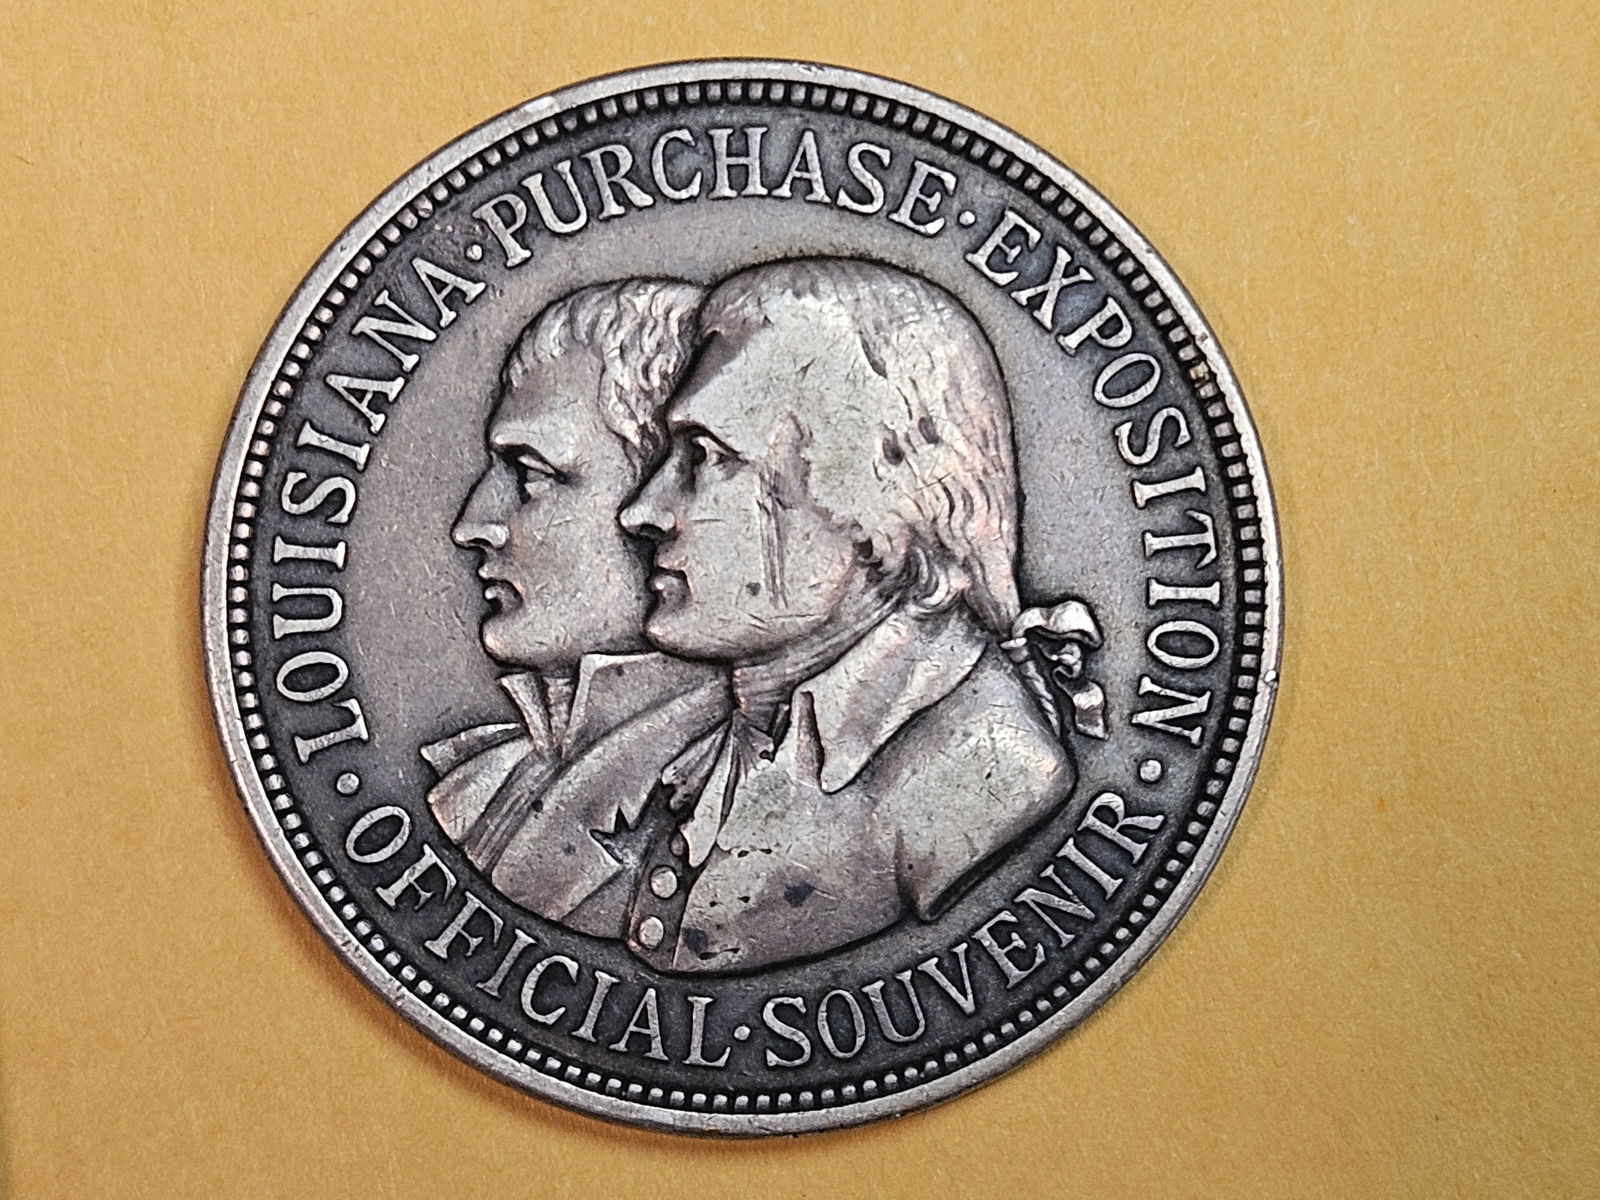 LOUISIANA · PURCHASE · EXPOSITION ·
OFFICIAL · SOUVENIR ·